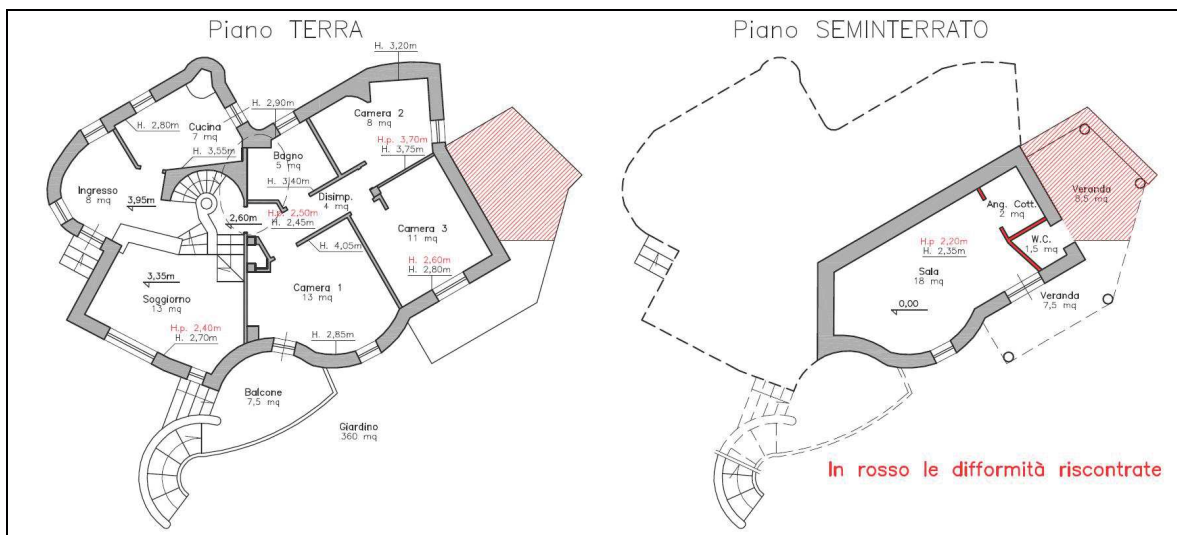 Piano TERRA
H. 3,20m
H. 2,90m
Camera 2
8 mq
Cucina
7 mq
H. 2,80m
H.p. 3,70m
H. 3,75m
H. 3,55m
Bagno
5 mq
H. 3,40m
Ingresso
8 mq
3,95m
Disimp.
4 mq
2,60m
H.p. 2,50m
H. 2,45m
Camera 3
11 mq
H. 4,05m
H.p. 2,60m
H. 2,80m
3,35m
Soggiorno
13 mq
Camera 1
13 mq
H.p. 2,40m
H. 2,70m
H. 2,85m
Balcone
7,5 mq
Giardino
360 mq
Piano SEMINTERRATO
Veranda
8,5 mq
Ang. Cott.
2 mq
W.C.
1,5 mq
H.p 2,20m
H. 2,35m
Sala
18 mq
0,00
Veranda
7,5 mq
In rosso le difformità riscontrate